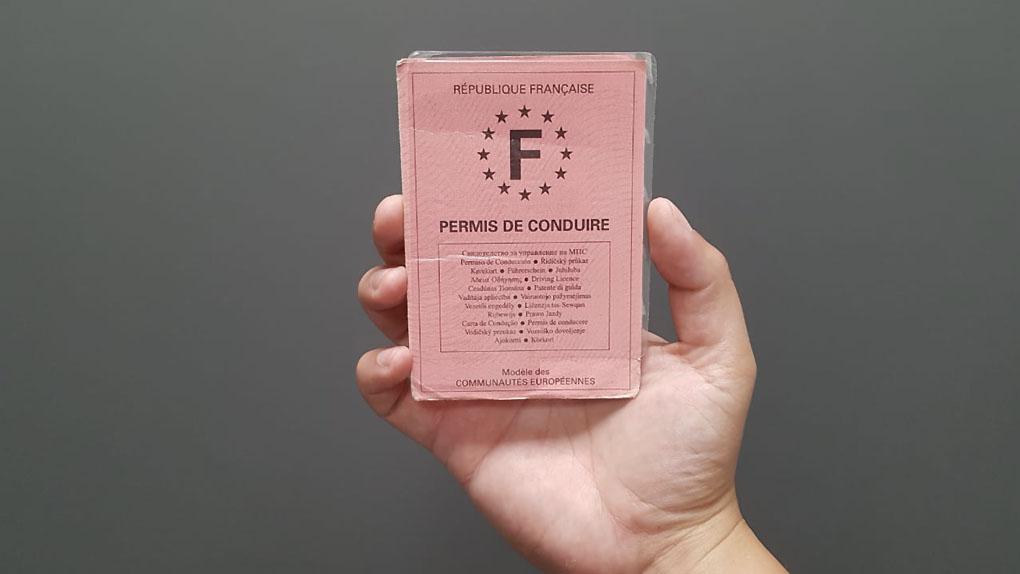 RÉPUBLIQUE FRANÇAISE
F
PERMIS DE CONDUIRE
Свидетелство за управление на МПС
Permiso de Conducción ● Řidičský průkaz
Kørekort ● Führerschein ● Juhiluba
Άδεια Οδήγησης ● Driving Licence
Ceadúnas Tiomána ● Patente di guida
Vadītāja apliecība ● Vairuotojo pažymėjimas
Vezetői engedély ● Liċenzja tas-Sewqan
Rijbewijs ● Prawo Jazdy
Carta de Condução ● Permis de conducere
Vodičský preukaz ● Vozniško dovoljenje
Ajokortti ● Körkort
Modèle des
COMMUNAUTÉS EUROPÉENNES